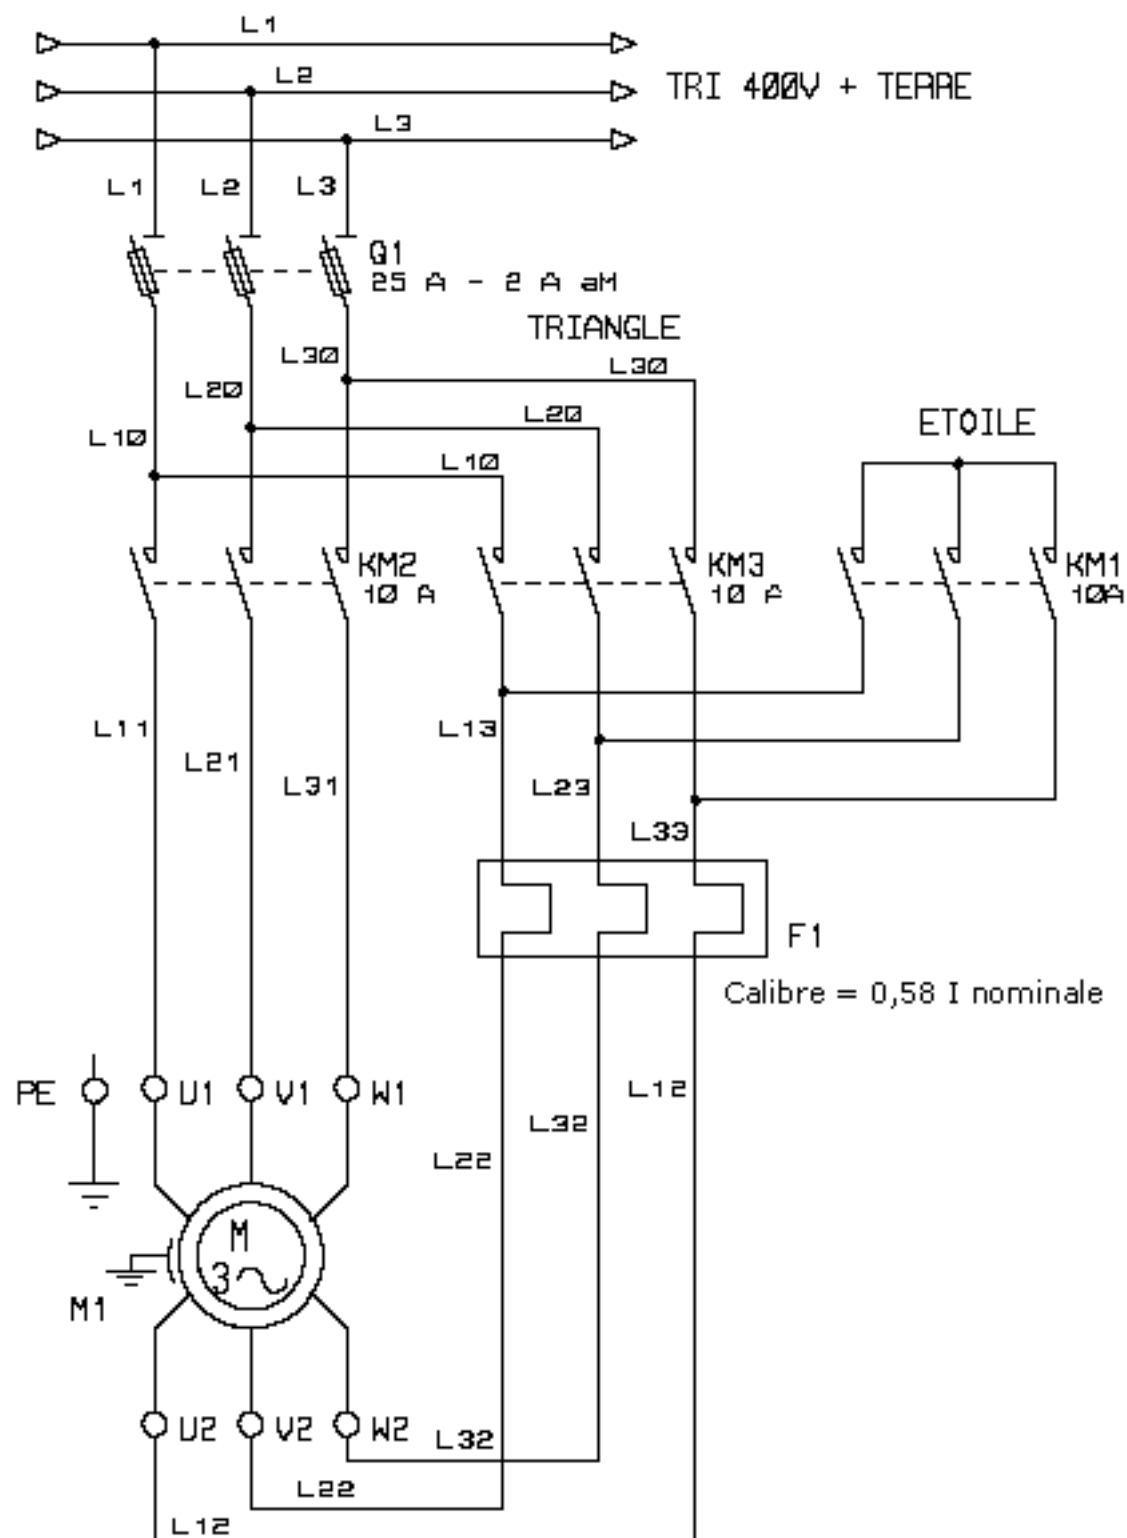 L1
L2
TRI 400V + TERRE
L3
L1 L2 L3
Q1
25 A - 2 A aM
TRIANGLE
L30 L30
L20 L20
ETOILE
L10 L10
KM2 KM3 KM1
10 A 10 A 10A
L11 L13
L21
L31 L23
L33
F1
Calibre = 0,58 I nominale
PE U1 V1 W1 L12
L32
L22
M
3
M1
U2 V2 W2 L32
L22
L12